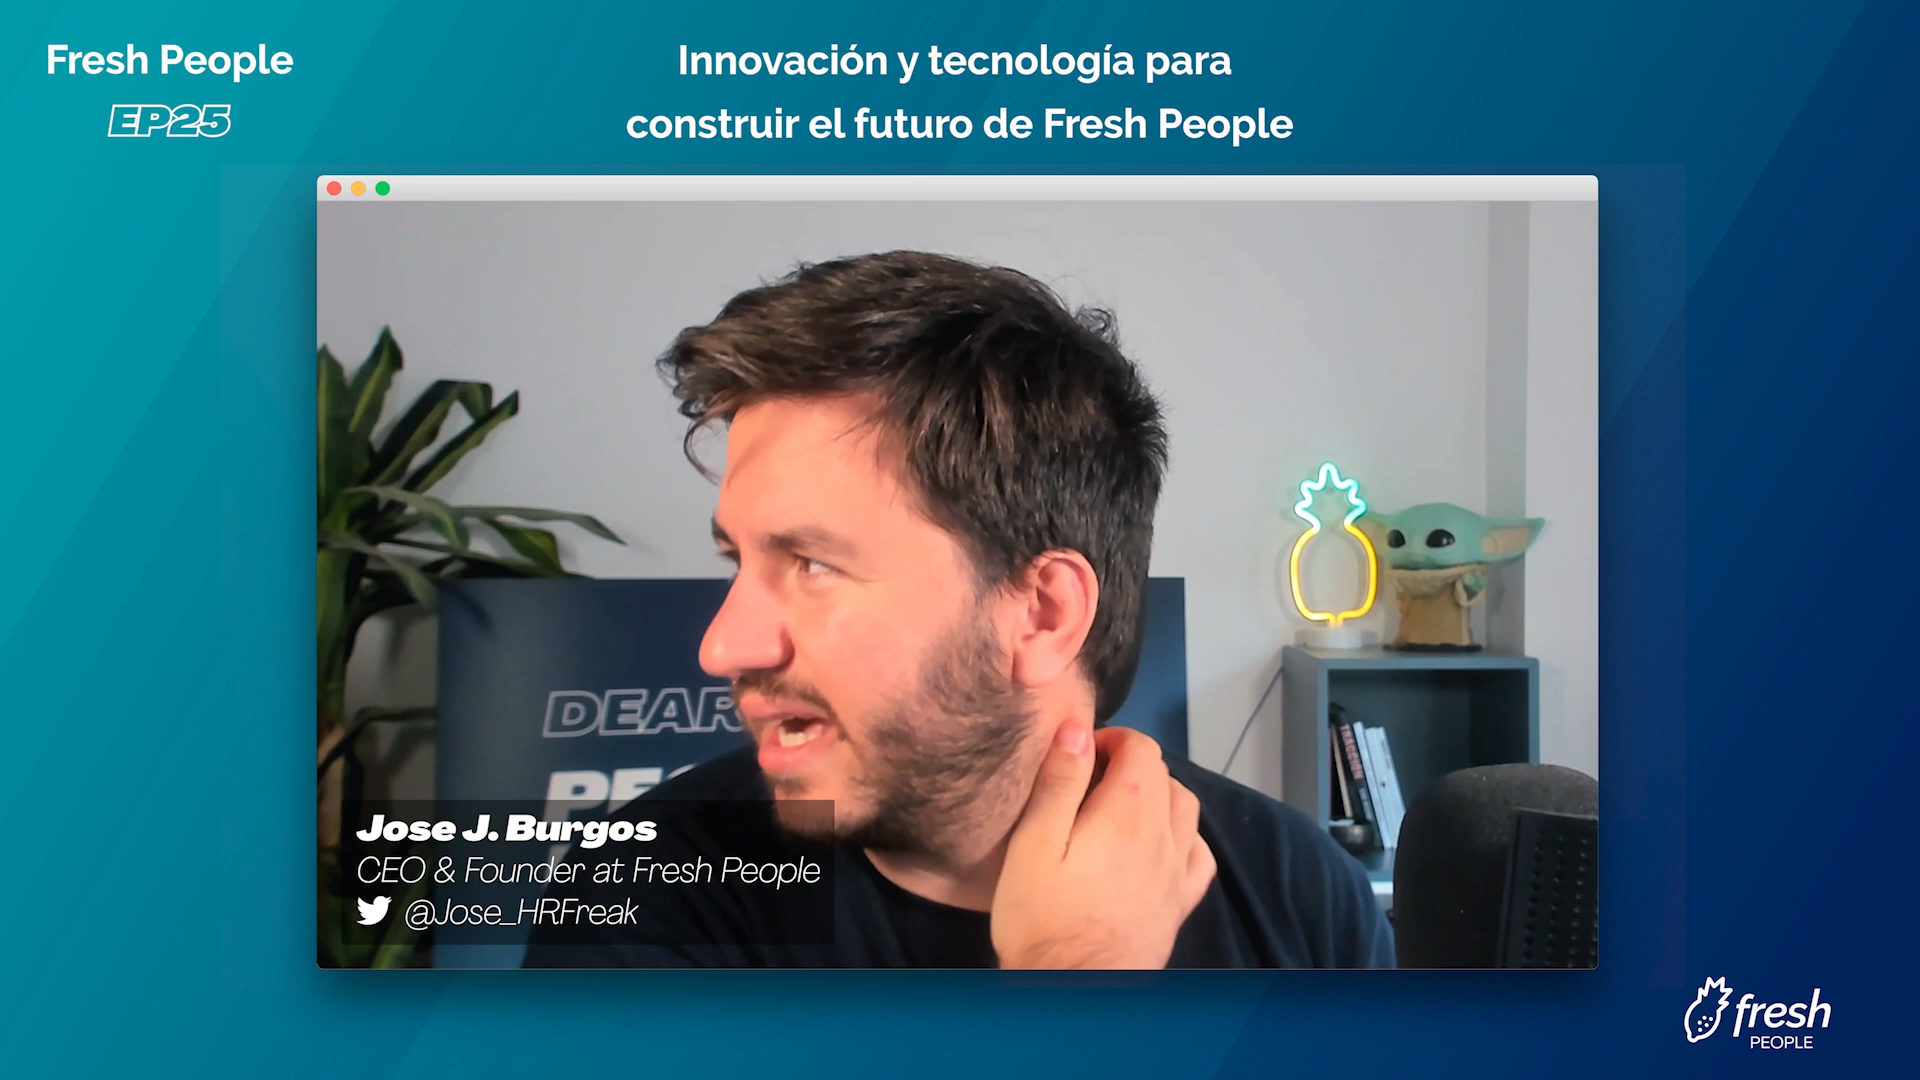 Fresh People
EP25
Innovación y tecnología para
construir el futuro de Fresh People
DEAR
Jose J. Burgos
CEO & Founder at Fresh People
@Jose_HRFreak
TRACCIÓN
fresh
PEOPLE